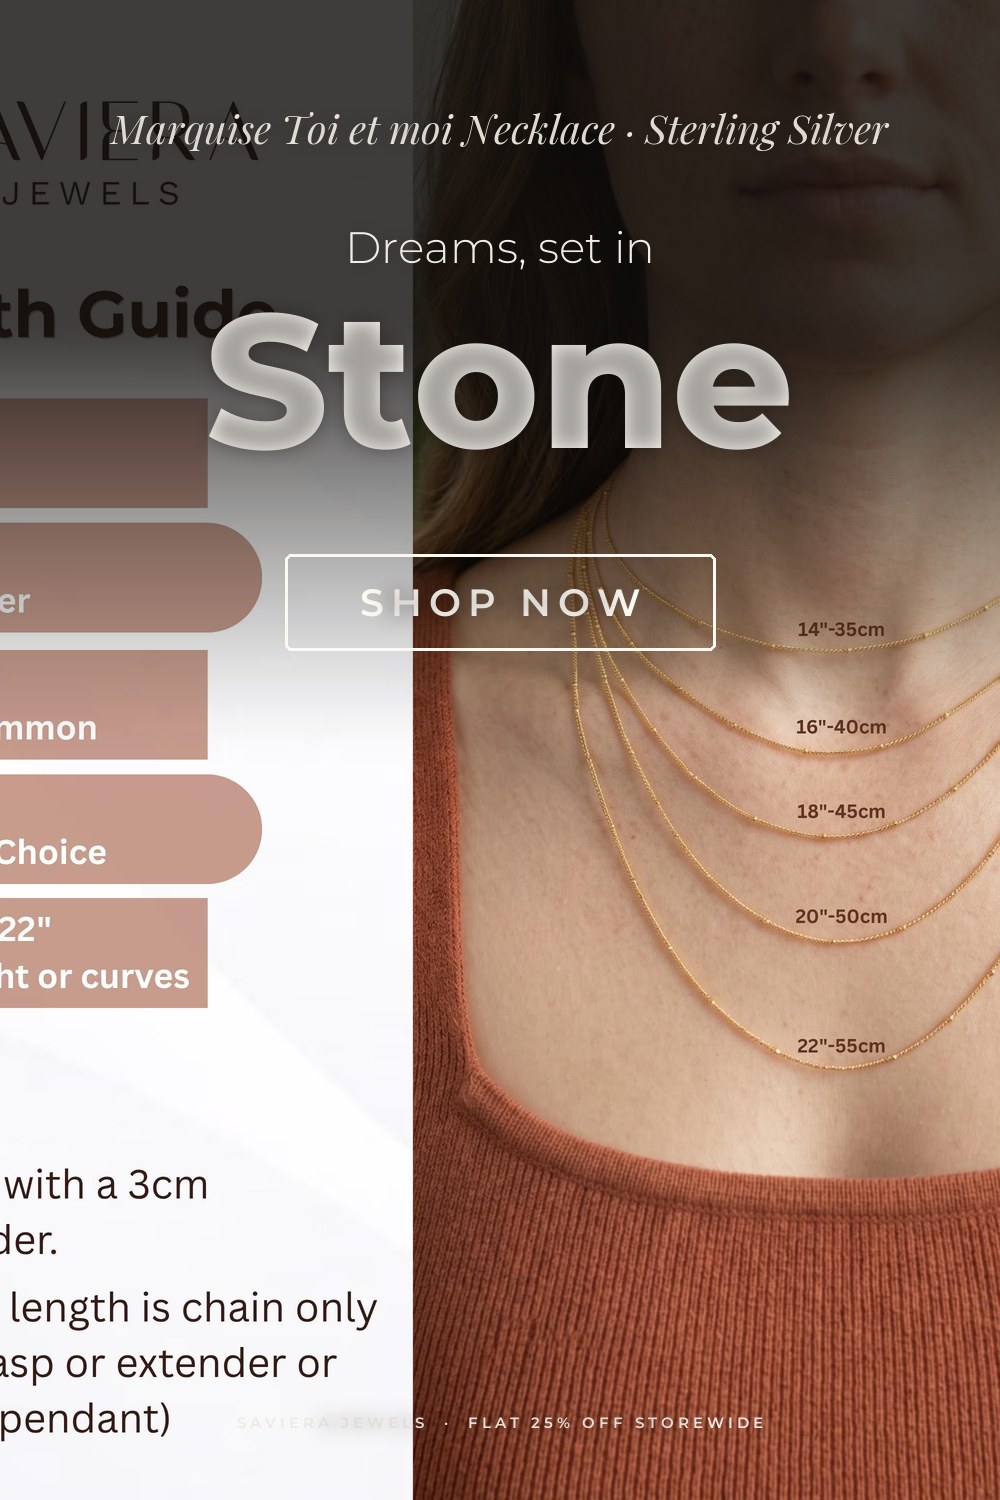 AVIERA
JEWELS
Marquise Toi et moi Necklace · Sterling Silver
Dreams, set in
th Guide
Stone
SHOP NOW
er
mmon
Choice
22"
ht or curves
14"-35cm
16"-40cm
18"-45cm
20"-50cm
22"-55cm
with a 3cm
der.
length is chain only
asp or extender or
pendant)
SAVIERA JEWELS · FLAT 25% OFF STOREWIDE